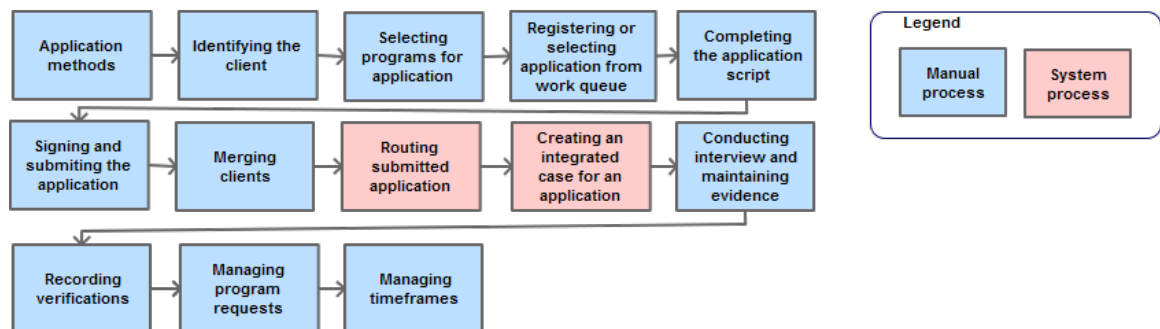 Application
methods
Identifying the
client
Selecting
programs for
application
Registering or
selecting
application from
work queue
Completing
the application
script
Legend
Manual
process
System
process
Signing and
submiting the
application
Merging
clients
Routing
submitted
application
Creating an
integrated
case for an
application
Conducting
interview and
maintaining
evidence
Recording
verifications
Managing
program
requests
Managing
timeframes